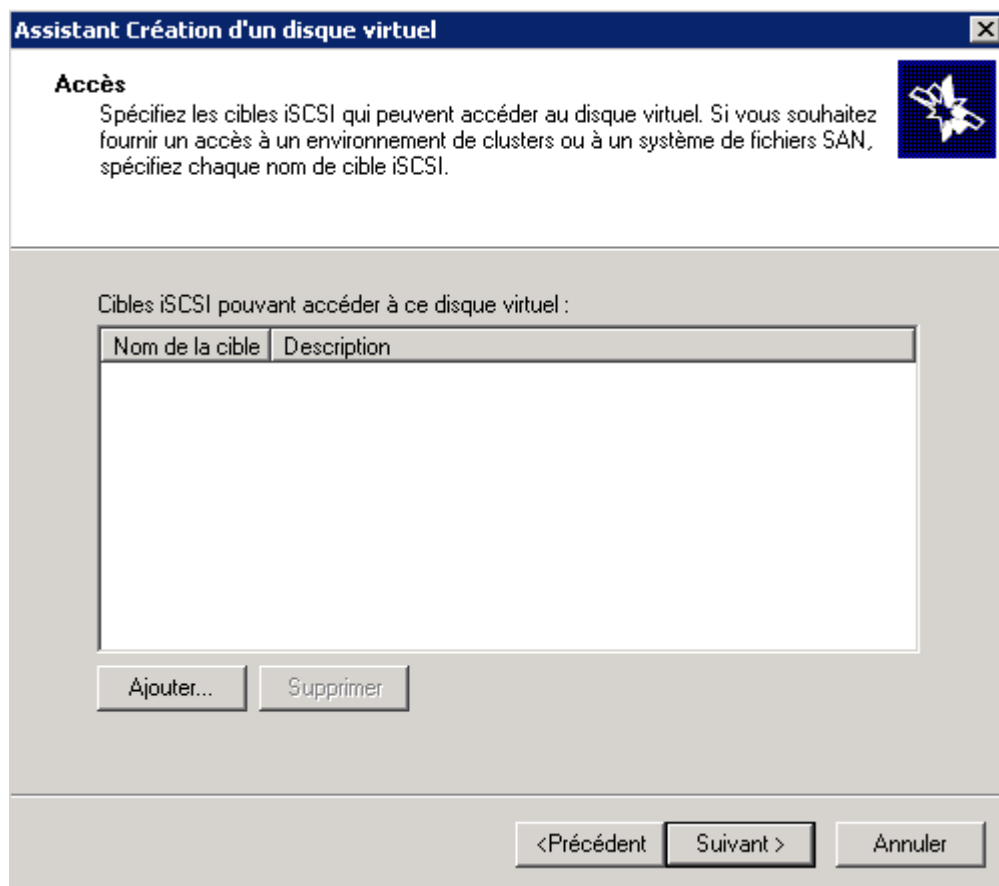 Assistant Création d'un disque virtuel
Accès
Spécifiez les cibles iSCSI qui peuvent accéder au disque virtuel. Si vous souhaitez
fournir un accès à un environnement de clusters ou à un système de fichiers SAN,
spécifiez chaque nom de cible iSCSI.
Cibles iSCSI pouvant accéder à ce disque virtuel :
Nom de la cible Description
Ajouter... Supprimer
<Précédent Suivant > Annuler